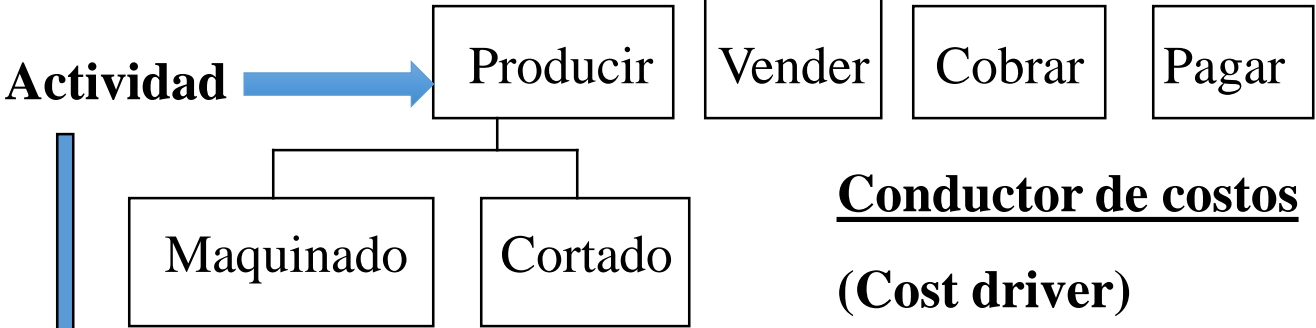 Actividad
Producir
Vender
Cobrar
Pagar
Maquinado
Cortado
Conductor de costos
(Cost driver)